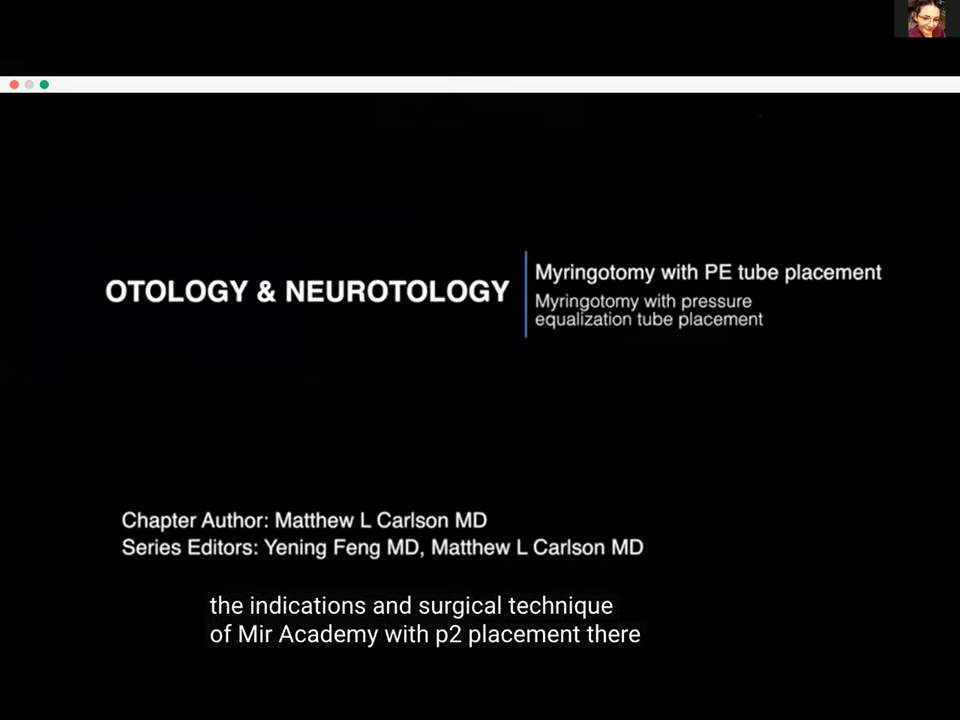 OTOLOGY & NEUROTOLOGY
Myringotomy with PE tube placement
Myringotomy with pressure
equalization tube placement
Chapter Author: Matthew L Carlson MD
Series Editors: Yening Feng MD, Matthew L Carlson MD
the indications and surgical technique
of Mir Academy with p2 placement there